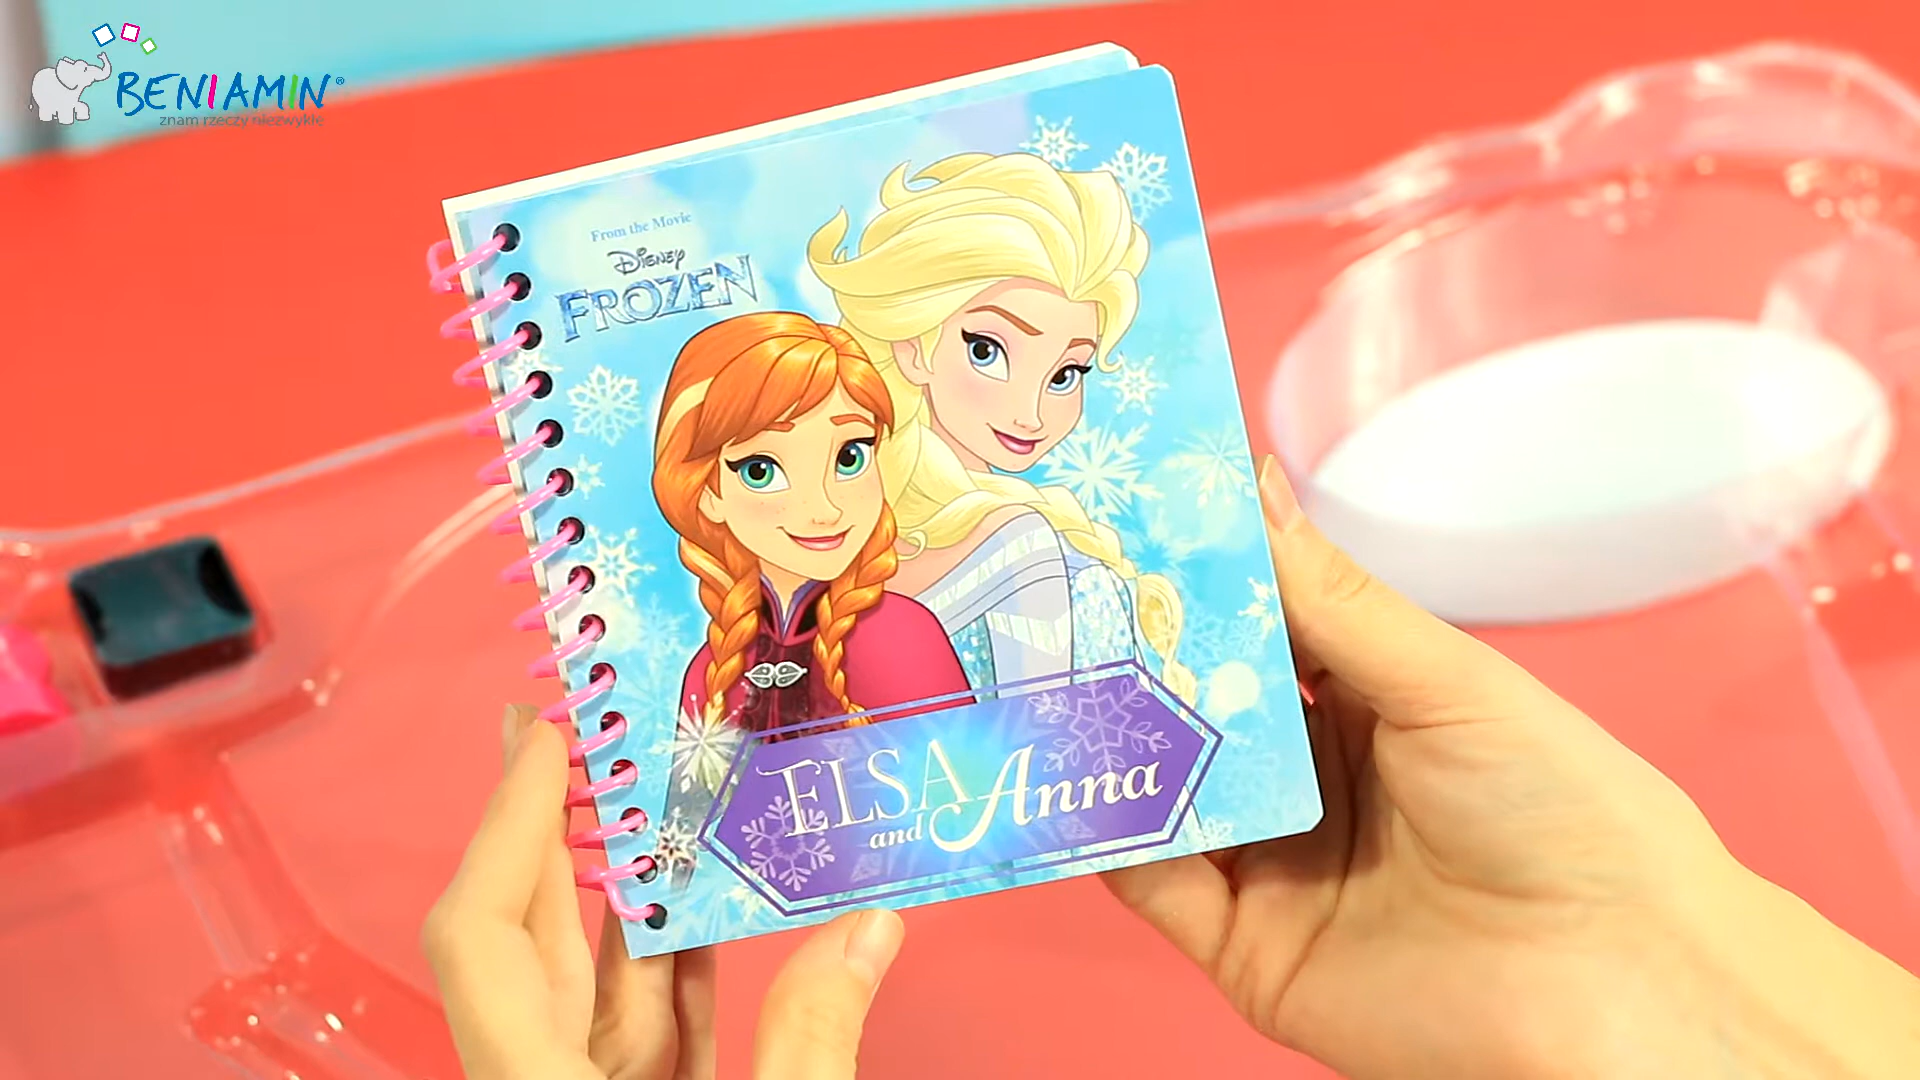 BENIAMIN®
znam rzeczy niezwykłe
From the Movie
Disney
FROZEN
ELSA
and Anna